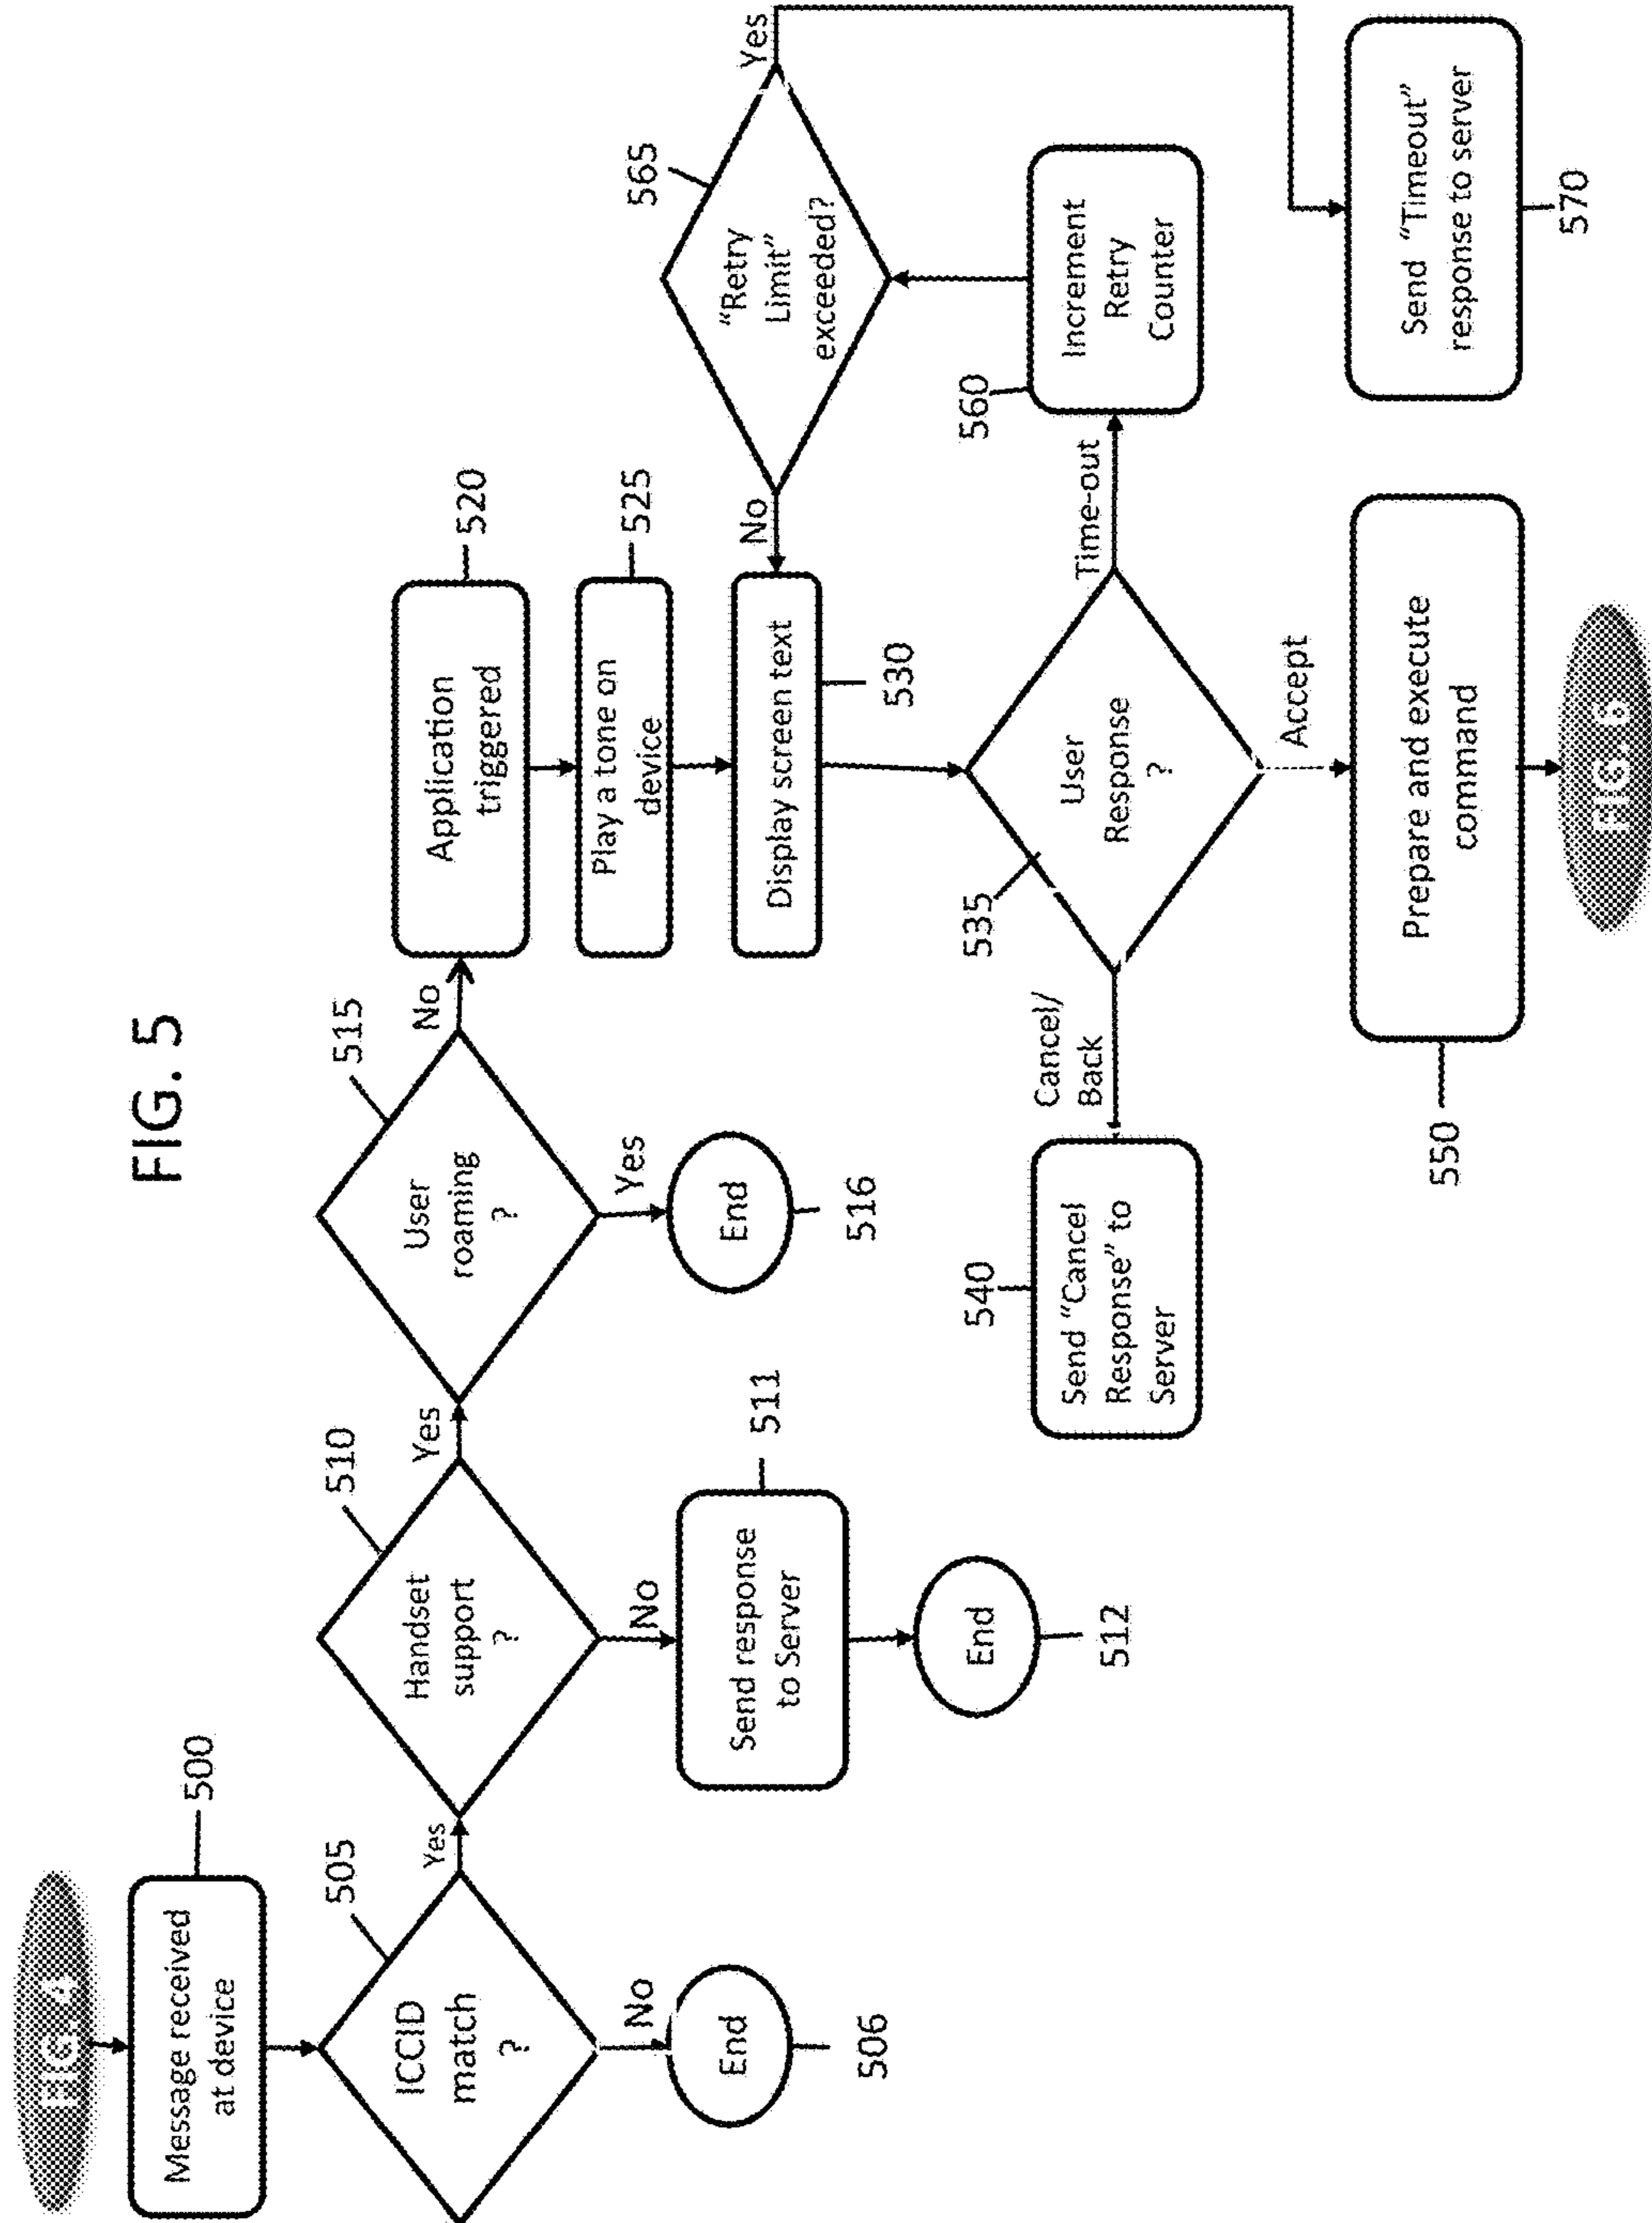 FIG. 5
FIG. 4
Message received
at device
500
ICCID
match
?
505
Yes
No
End
506
Handset
support
?
510
Yes
No
Send response
to Server
511
End
512
User
roaming
?
515
No
Yes
End
516
Application
triggered
520
Play a tone on
device
525
Display screen text
530
User
Response
?
535
Cancel/
Back
Send “Cancel
Response” to
Server
540
Accept
Prepare and execute
command
550
FIG. 6
Time-out
Increment
Retry
Counter
560
“Retry
Limit”
exceeded?
565
No
Yes
Send “Timeout”
response to server
570